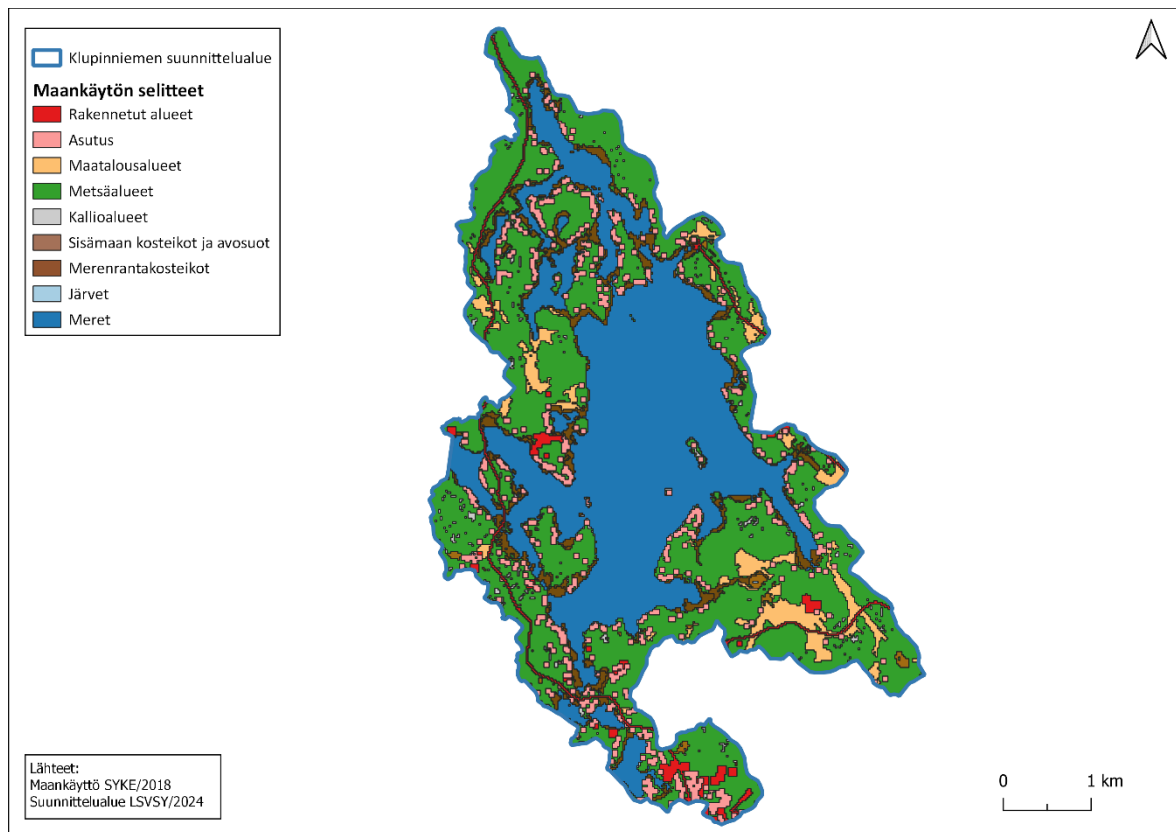 Klupinniemen suunnittelualue
Maankäytön selitteet
Rakennetut alueet
Asutus
Maatalousalueet
Metsäalueet
Kallioalueet
Sisämaan kosteikot ja avosuot
Merenrantakosteikot
Järvet
Meret
Lähteet:
Maankäyttö SYKE/2018
Suunnittelualue LSVSY/2024
0 1 km